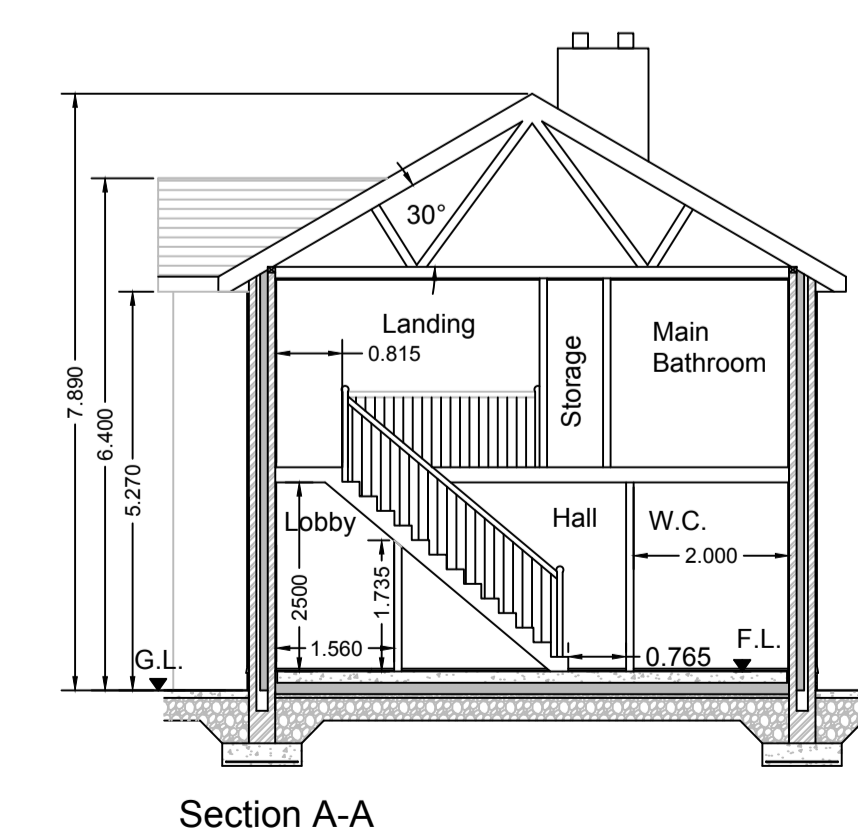 30°
Landing
0.815
Storage
Main
Bathroom
7.890
6.400
5.270
Lobby
Hall
W.C.
2.000
2500
1.735
1.560
0.765
G.L.
F.L.
Section A-A